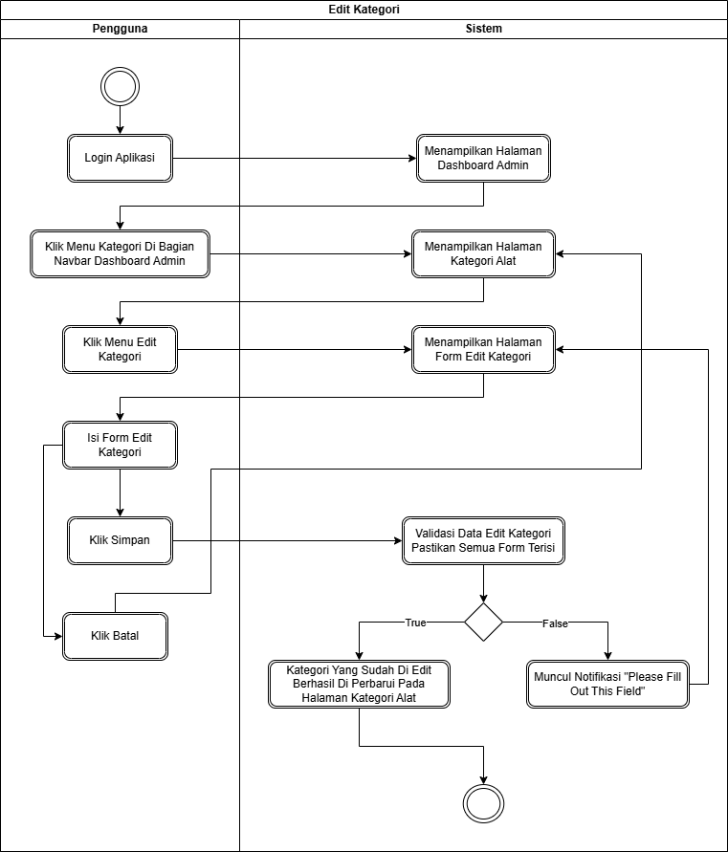 Edit Kategori
Pengguna
Sistem
Login Aplikasi
Menampilkan Halaman
Dashboard Admin
Klik Menu Kategori Di Bagian
Navbar Dashboard Admin
Menampilkan Halaman
Kategori Alat
Klik Menu Edit
Kategori
Menampilkan Halaman
Form Edit Kategori
Isi Form Edit
Kategori
Klik Simpan
Validasi Data Edit Kategori
Pastikan Semua Form Terisi
True
False
Klik Batal
Kategori Yang Sudah Di Edit
Berhasil Di Perbarui Pada
Halaman Kategori Alat
Muncul Notifikasi "Please Fill
Out This Field"